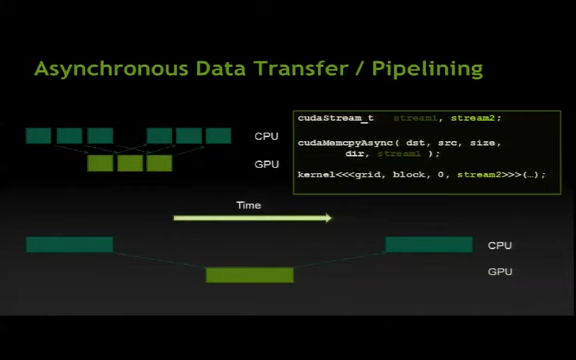 Asynchronous Data Transfer / Pipelining
CPU
GPU
cudaStream_t stream1, stream2;
cudaMemcpyAsync( dst, src, size,
dir, stream1 );
kernel<<<grid, block, 0, stream2>>>(…);
Time
CPU
GPU